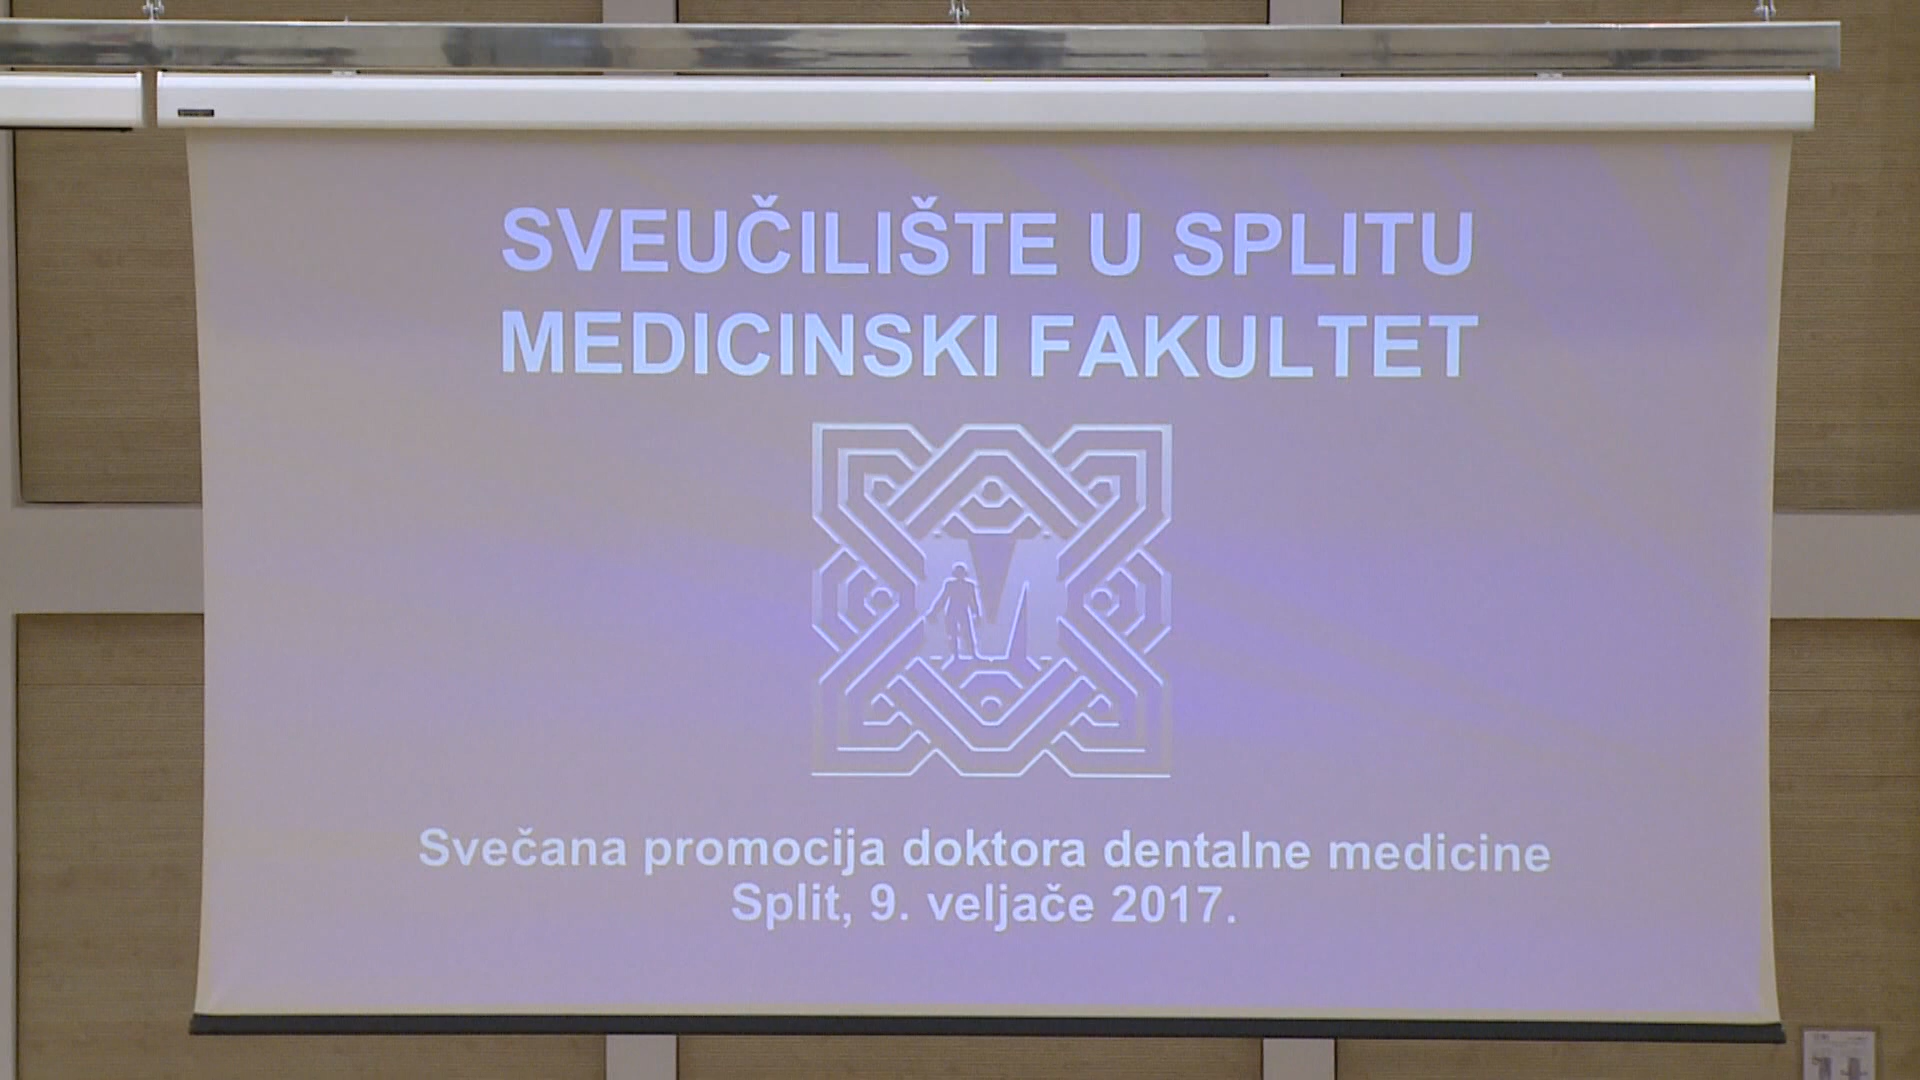 SVEUČILIŠTE U SPLITU
MEDICINSKI FAKULTET
M
Svečana promocija doktora dentalne medicine
Split, 9. veljače 2017.